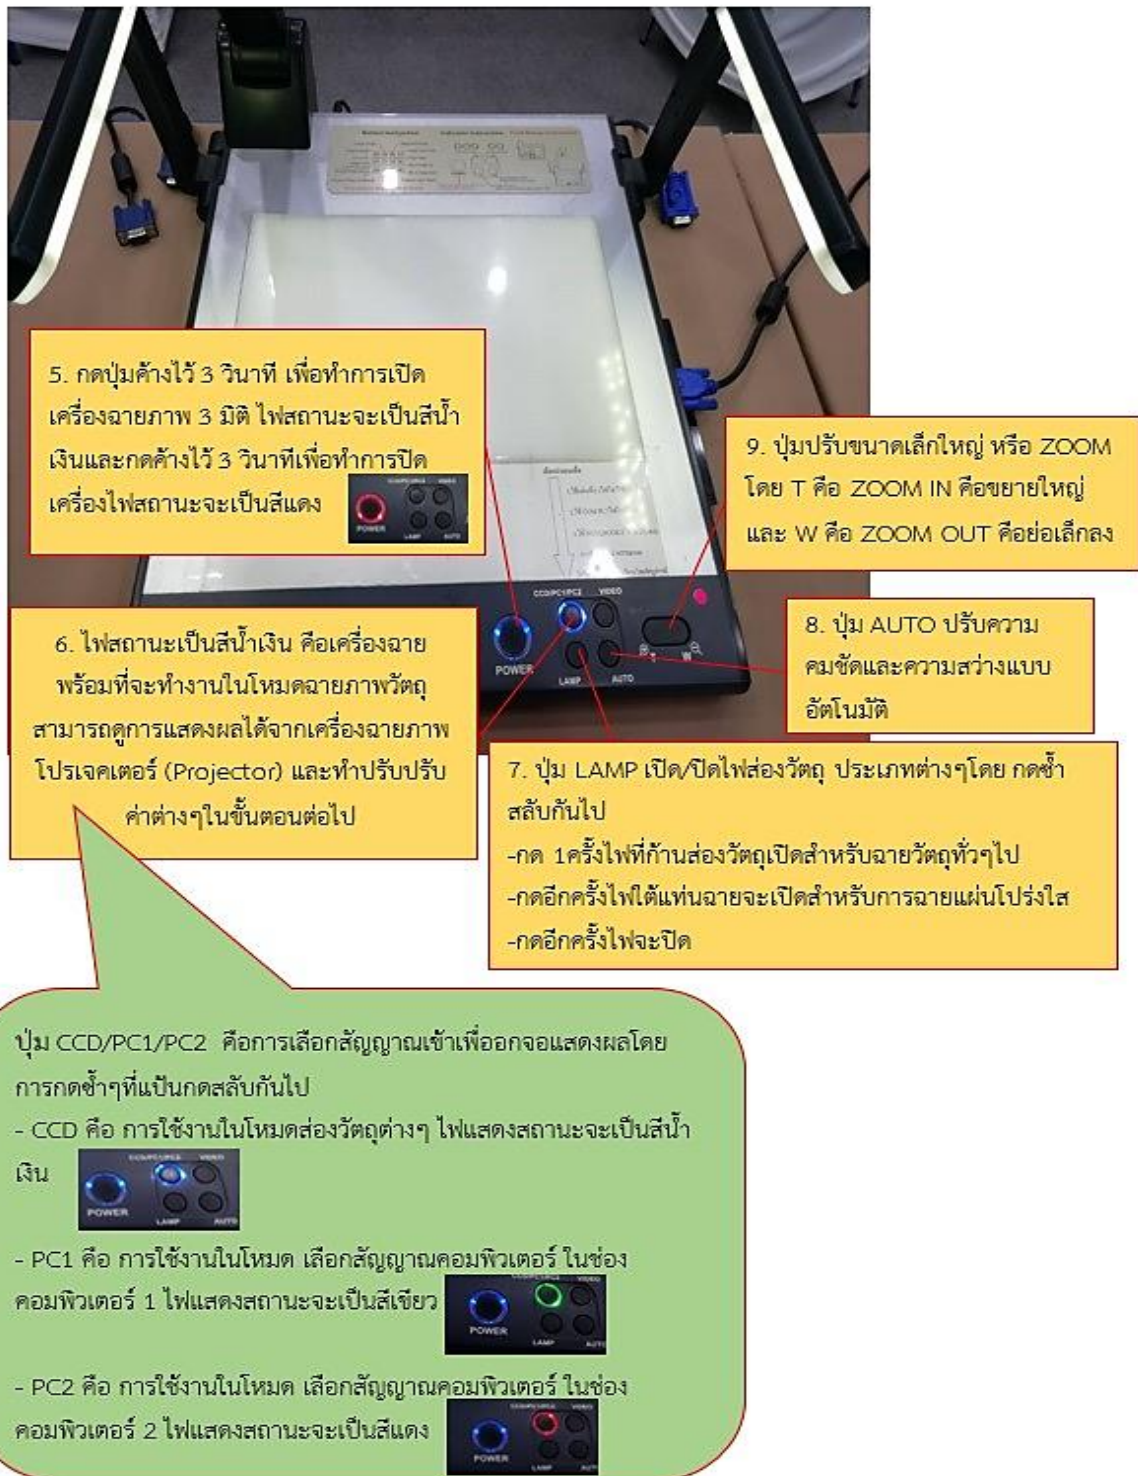 5. กดปุ่มค้างไว้ 3 วินาที เพื่อทำการเปิด
เครื่องฉายภาพ 3 มิติ ไฟสถานะจะเป็นสีน้ำ
เงินและกดค้างไว้ 3 วินาทีเพื่อทำการปิด
เครื่องไฟสถานะจะเป็นสีแดง
CCD/PC1/PC2 VIDEO
POWER
LAMP AUTO
9. ปุ่มปรับขนาดเล็กใหญ่ หรือ ZOOM
โดย T คือ ZOOM IN คือขยายใหญ่
และ W คือ ZOOM OUT คือย่อเล็กลง
CCD/PC1/PC2 VIDEO
POWER
LAMP AUTO
T W
8. ปุ่ม AUTO ปรับความ
คมชัดและความสว่างแบบ
อัตโนมัติ
6. ไฟสถานะเป็นสีน้ำเงิน คือเครื่องฉาย
พร้อมที่จะทำงานในโหมดฉายภาพวัตถุ
สามารถดูการแสดงผลได้จากเครื่องฉายภาพ
โปรเจคเตอร์ (Projector) และทำปรับปรับ
ค่าต่างๆในขั้นตอนต่อไป
7. ปุ่ม LAMP เปิด/ปิดไฟส่องวัตถุ ประเภทต่างๆโดย กดซ้ำ
สลับกันไป
-กด 1ครั้งไฟที่ก้านส่องวัตถุเปิดสำหรับฉายวัตถุทั่วๆไป
-กดอีกครั้งไฟใต้แท่นฉายจะเปิดสำหรับการฉายแผ่นโปร่งใส
-กดอีกครั้งไฟจะปิด
ปุ่ม CCD/PC1/PC2 คือการเลือกสัญญาณเข้าเพื่ออกจอแสดงผลโดย
การกดซ้ำๆที่แป้นกดสลับกันไป
- CCD คือ การใช้งานในโหมดส่องวัตถุต่างๆ ไฟแสดงสถานะจะเป็นสีน้ำ
เงิน
CCD/PC1/PC2 VIDEO
POWER
LAMP AUTO
- PC1 คือ การใช้งานในโหมด เลือกสัญญาณคอมพิวเตอร์ ในช่อง
คอมพิวเตอร์ 1 ไฟแสดงสถานะจะเป็นสีเขียว
CCD/PC1/PC2 VIDEO
POWER
LAMP AUTO
- PC2 คือ การใช้งานในโหมด เลือกสัญญาณคอมพิวเตอร์ ในช่อง
คอมพิวเตอร์ 2 ไฟแสดงสถานะจะเป็นสีแดง
CCD/PC1/PC2 VIDEO
POWER
LAMP AUTO